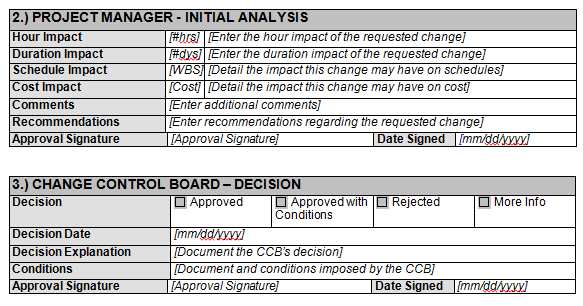 2.) PROJECT MANAGER - INITIAL ANALYSIS
Hour Impact [#hrs] [Enter the hour impact of the requested change]
Duration Impact [#dys] [Enter the duration impact of the requested change]
Schedule Impact [WBS] [Detail the impact this change may have on schedules]
Cost Impact [Cost] [Detail the impact this change may have on cost]
Comments [Enter additional comments]
Recommendations [Enter recommendations regarding the requested change]
Approval Signature [Approval Signature] Date Signed [mm/dd/yyyy]
3.) CHANGE CONTROL BOARD – DECISION
Decision Approved Approved with Rejected More Info
Conditions
Decision Date [mm/dd/yyyy]
Decision Explanation [Document the CCB's decision]
Conditions [Document and conditions imposed by the CCB]
Approval Signature [Approval Signature] Date Signed [mm/dd/yyyy]